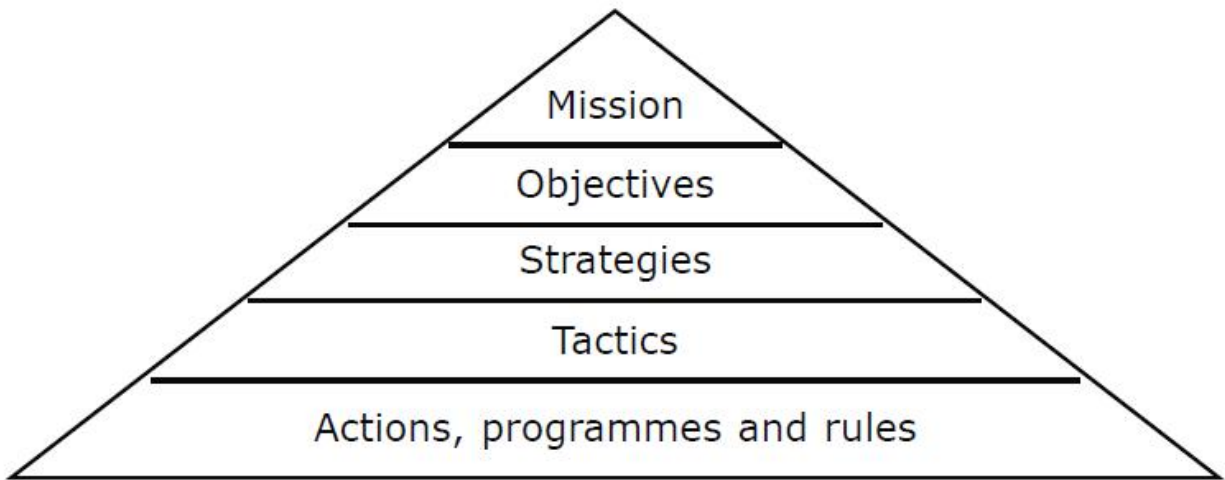 Mission
Objectives
Strategies
Tactics
Actions, programmes and rules